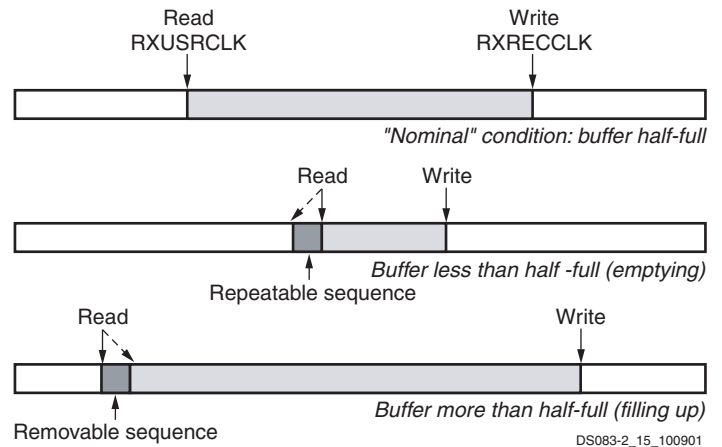 Read Write
RXUSRCLK RXRECCLK
"Nominal" condition: buffer half-full
Read Write
Buffer less than half -full (emptying)
Repeatable sequence
Read Write
Buffer more than half-full (filling up)
Removable sequence
DS083-2_15_100901